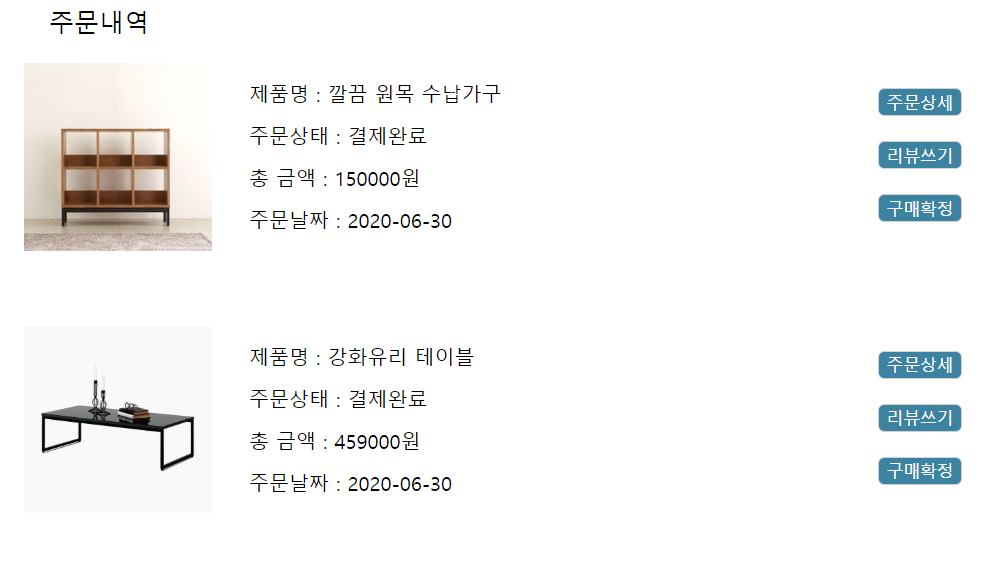 주문내역
제품명 : 깔끔 원목 수납가구
주문상태 : 결제완료
총 금액 : 150000원
주문날짜 : 2020-06-30
주문상세
리뷰쓰기
구매확정
제품명 : 강화유리 테이블
주문상태 : 결제완료
총 금액 : 459000원
주문날짜 : 2020-06-30
주문상세
리뷰쓰기
구매확정